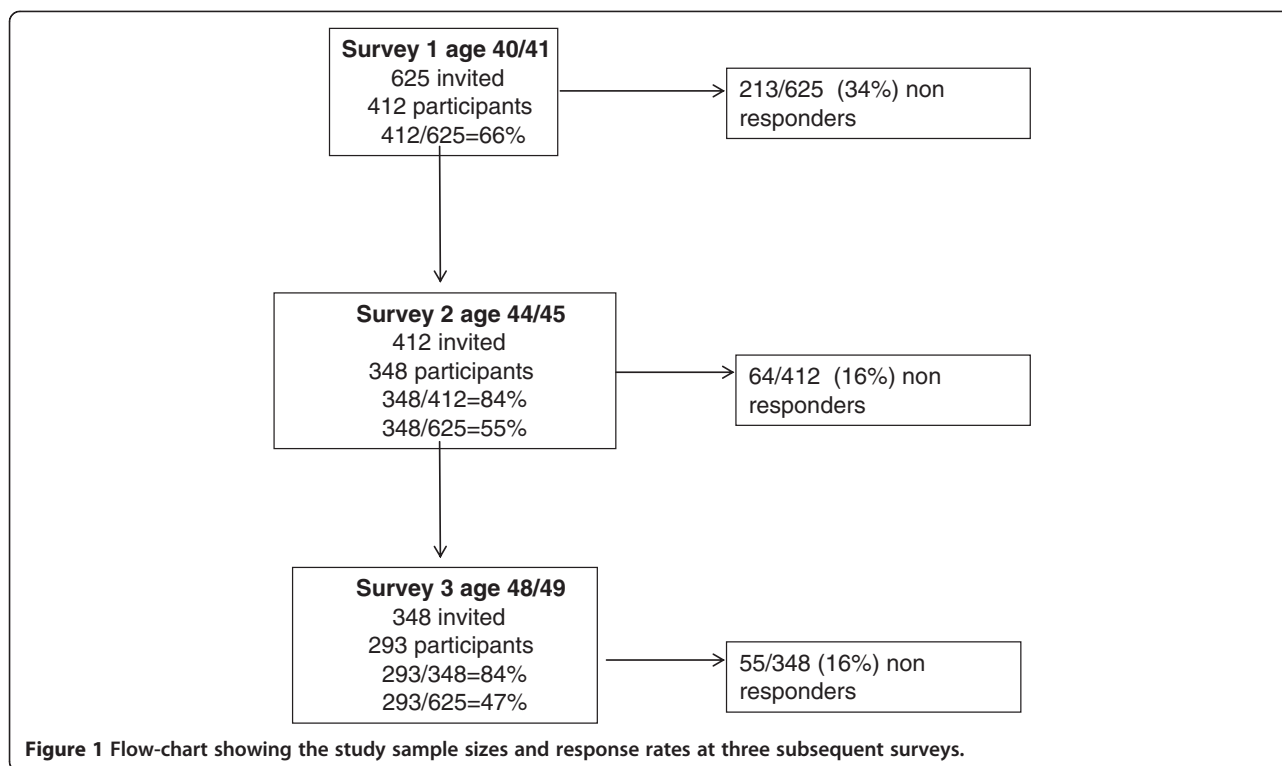 Survey 1 age 40/41
625 invited
412 participants
412/625=66%
213/625 (34%) non
responders
Survey 2 age 44/45
412 invited
348 participants
348/412=84%
348/625=55%
64/412 (16%) non
responders
Survey 3 age 48/49
348 invited
293 participants
293/348=84%
293/625=47%
55/348 (16%) non
responders
Figure 1 Flow-chart showing the study sample sizes and response rates at three subsequent surveys.